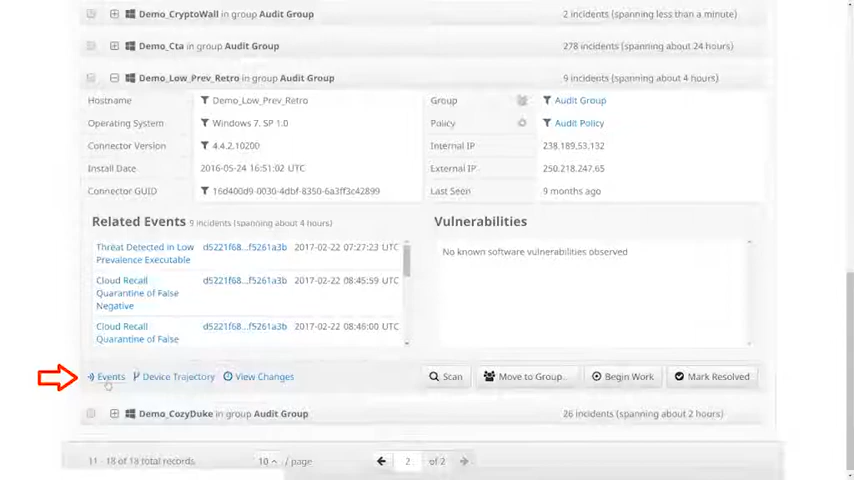 Demo_CryptoWall in group Audit Group 2 incidents (spanning less than a minute)
Demo_Cta in group Audit Group 278 incidents (spanning about 24 hours)
Demo_Low_Prev_Retro in group Audit Group 9 incidents (spanning about 4 hours)
Hostname Demo_Low_Prev_Retro Group Audit Group
Operating System Windows 7, SP 1.0 Policy Audit Policy
Connector Version 4.4.2.10200 Internal IP 238.189.53.132
Install Date 2016-05-24 16:51:02 UTC External IP 250.218.247.65
Connector GUID 16d400d9-0030-4dbf-8350-6a3ff3c42899 Last Seen 9 months ago
Related Events 9 incidents (spanning about 4 hours) Vulnerabilities
Threat Detected in Low Prevalence Executable d5221f68...f5261a3b 2017-02-22 07:27:23 UTC
No known software vulnerabilities observed
Cloud Recall Quarantine of False Negative d5221f68...f5261a3b 2017-02-22 08:45:59 UTC
Cloud Recall Quarantine of False d5221f68...f5261a3b 2017-02-22 08:46:00 UTC
Events Device Trajectory View Changes Scan Move to Group... Begin Work Mark Resolved
Demo_CozyDuke in group Audit Group 26 incidents (spanning about 2 hours)
11 - 18 of 18 total records 10 / page 2 of 2